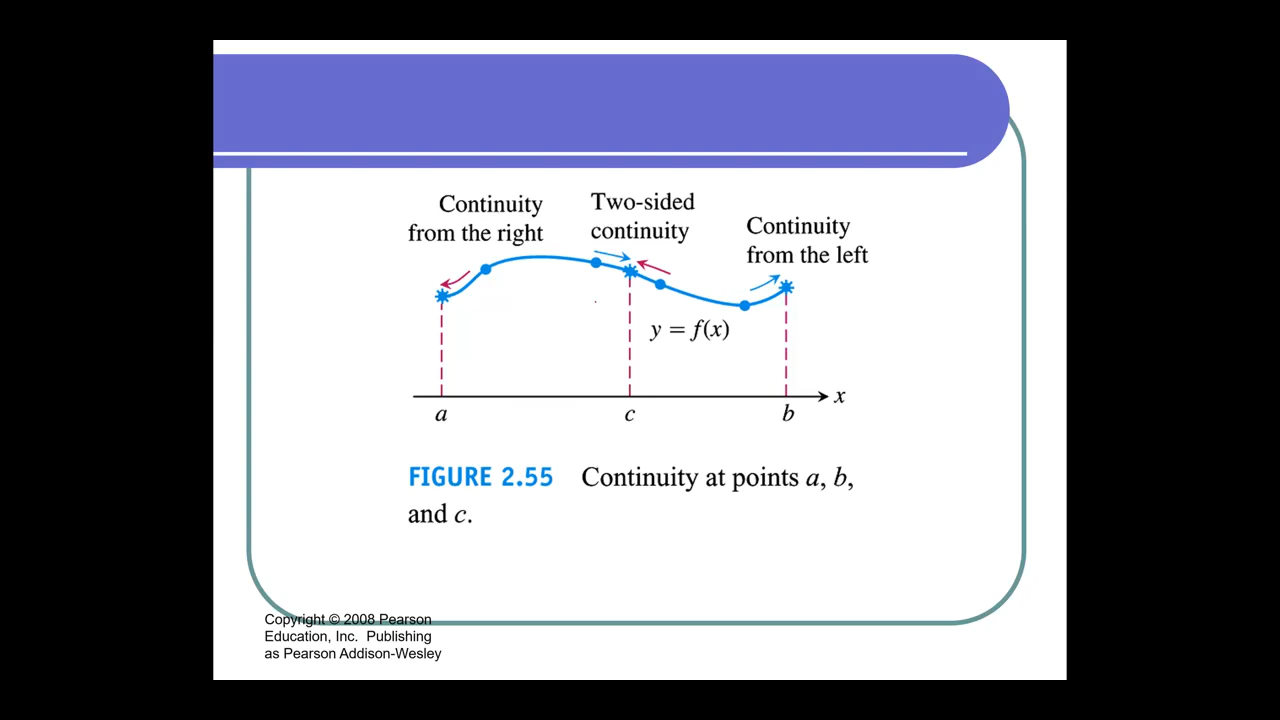 Continuity
from the right
Two-sided
continuity
Continuity
from the left
y = f(x)
x
a
c
b
FIGURE 2.55 Continuity at points a, b,
and c.
Copyright © 2008 Pearson
Education, Inc. Publishing
as Pearson Addison-Wesley